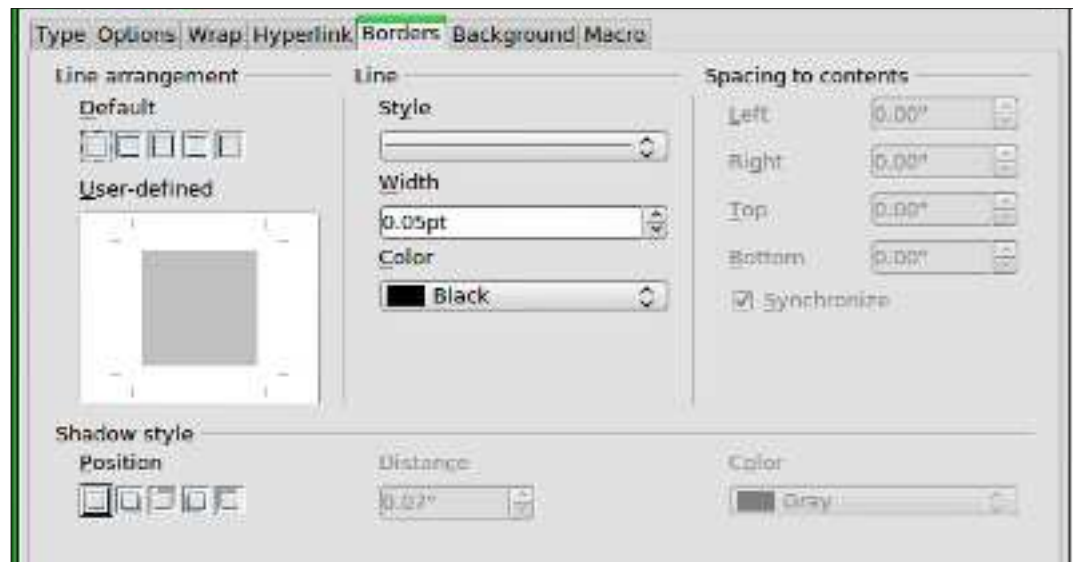 Type Options Wrap Hyperlink Borders Background Macro
Line arrangement
Default
User-defined
Line
Style
Width
0.05pt
Color
Black
Spacing to contents
Left 0.00"
Right 0.00"
Top 0.00"
Bottom 0.00"
Synchronize
Shadow style
Position
Distance
0.07"
Color
Gray